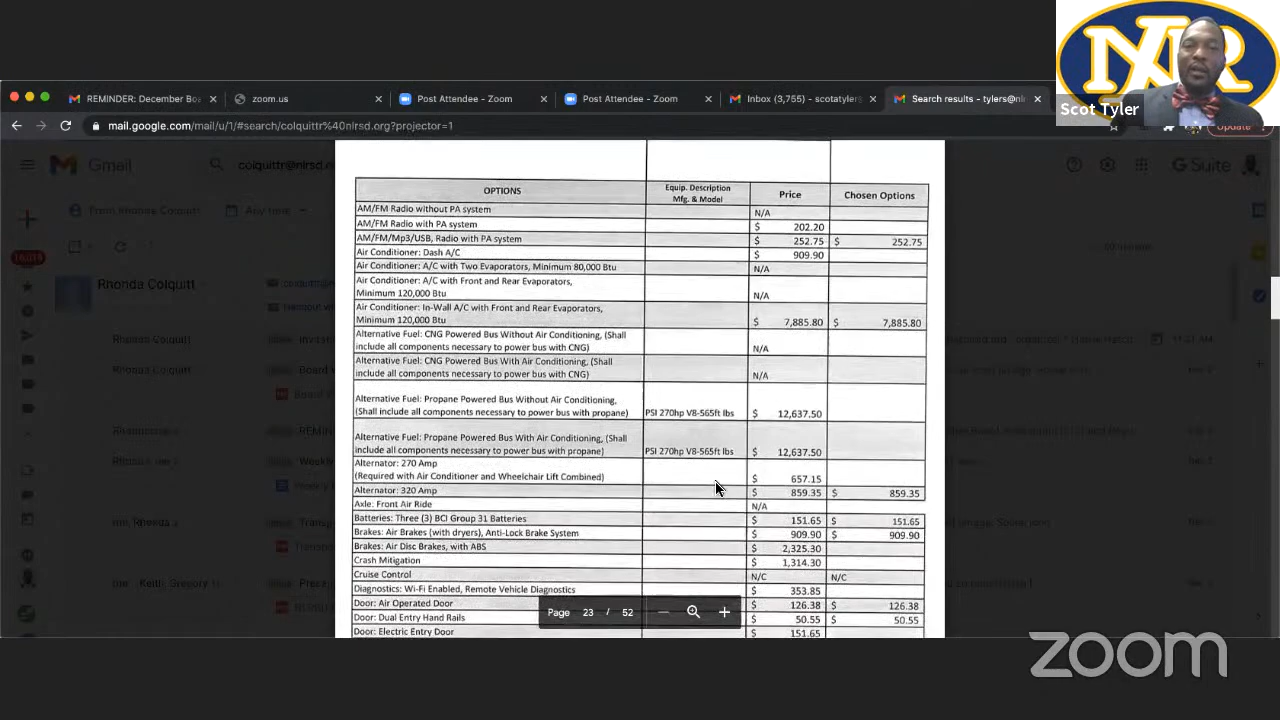 NR
Scot Tyler
REMINDER: December Bo
zoom.us
Post Attendee - Zoom
Post Attendee - Zoom
Inbox (3,755) - scotatylers
Search results - tylers@nl
mail.google.com/mail/u/1/#search/colquittr%40nlrsd.org?projector=1
Update
Gmail
colquittr@nlrsd
G Suite
From Rhonda Colquitt
Any time
Rhonda Colquitt
OPTIONS Equip. Description Mfg. & Model Price Chosen Options
AM/FM Radio without PA system N/A
AM/FM Radio with PA system $ 202.20
AM/FM/Mp3/USB, Radio with PA system $ 252.75 $ 252.75
Air Conditioner: Dash A/C $ 909.90
Air Conditioner: A/C with Two Evaporators, Minimum 80,000 Btu N/A
Air Conditioner: A/C with Front and Rear Evaporators,
Minimum 120,000 Btu N/A
Air Conditioner: In-Wall A/C with Front and Rear Evaporators,
Minimum 120,000 Btu $ 7,885.80 $ 7,885.80
Alternative Fuel: CNG Powered Bus Without Air Conditioning, (Shall
include all components necessary to power bus with CNG) N/A
Alternative Fuel: CNG Powered Bus With Air Conditioning, (Shall
include all components necessary to power bus with CNG) N/A
Alternative Fuel: Propane Powered Bus Without Air Conditioning,
(Shall include all components necessary to power bus with propane) PSI 270hp V8-565ft lbs $ 12,637.50
Alternative Fuel: Propane Powered Bus With Air Conditioning, (Shall
include all components necessary to power bus with propane) PSI 270hp V8-565ft lbs $ 12,637.50
Alternator: 270 Amp
(Required with Air Conditioner and Wheelchair Lift Combined) $ 657.15
Alternator: 320 Amp $ 859.35 $ 859.35
Axle: Front Air Ride N/A
Batteries: Three (3) BCI Group 31 Batteries $ 151.65 $ 151.65
Brakes: Air Brakes (with dryers), Anti-Lock Brake System $ 909.90 $ 909.90
Brakes: Air Disc Brakes, with ABS $ 2,325.30
Crash Mitigation $ 1,314.30
Cruise Control N/C N/C
Diagnostics: Wi-Fi Enabled, Remote Vehicle Diagnostics $ 353.85
Door: Air Operated Door $ 126.38 $ 126.38
Door: Dual Entry Hand Rails $ 50.55 $ 50.55
Door: Electric Entry Door $ 151.65
Page 23 / 52
zoom